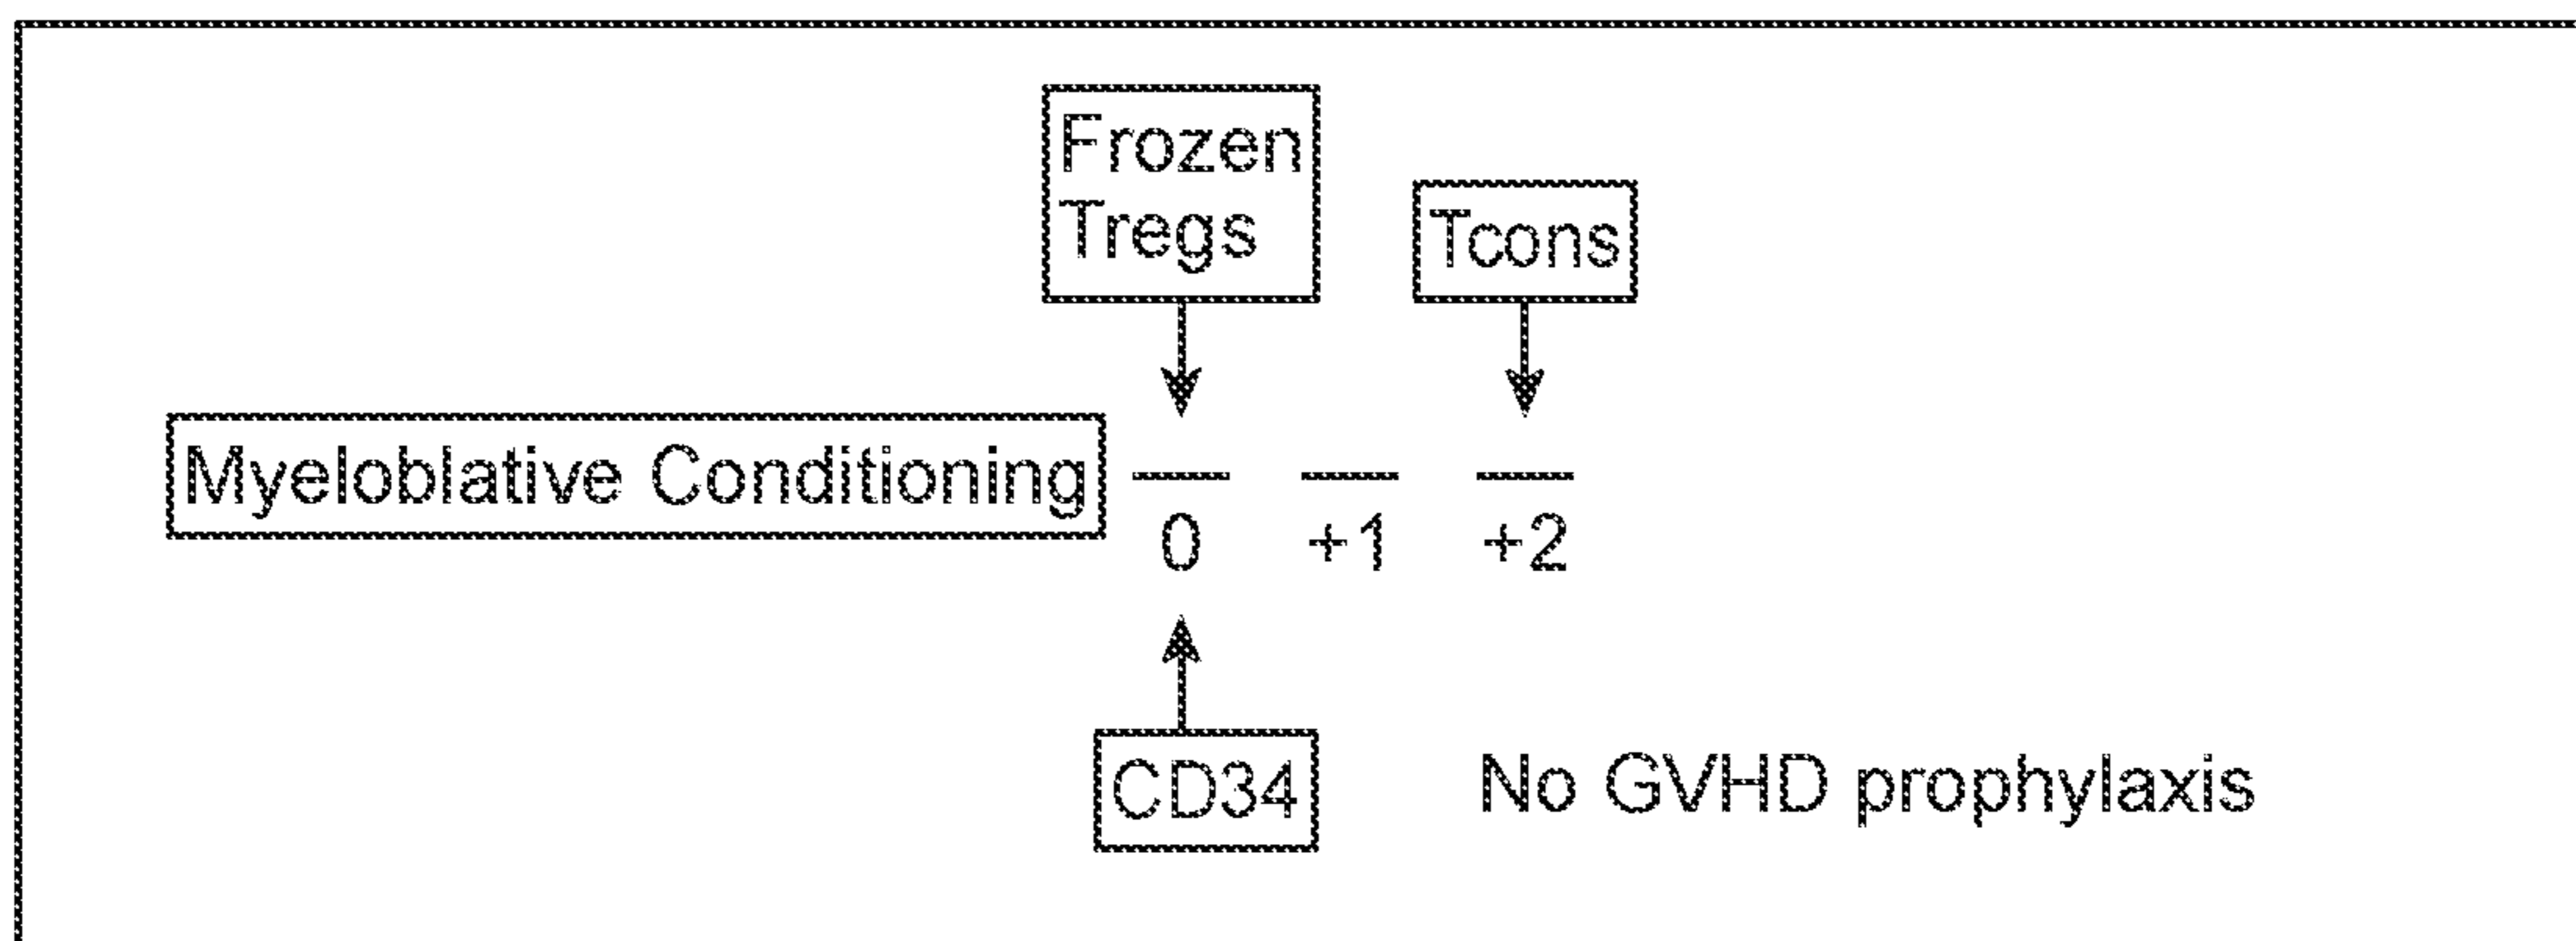 Frozen
Tregs
Tcons
Myeloblative Conditioning
0 +1 +2
CD34
No GVHD prophylaxis